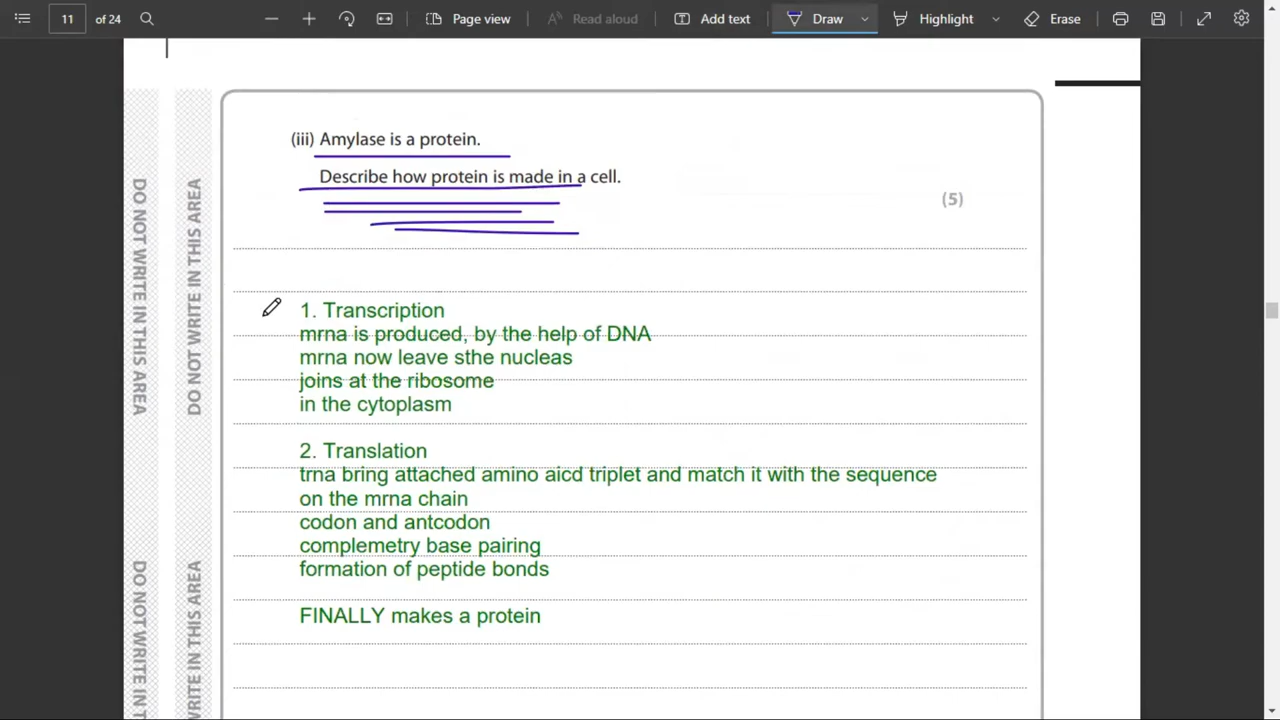 11 of 24 Page view Read aloud Add text Draw Highlight Erase
(iii) Amylase is a protein.
Describe how protein is made in a cell.
(5)
1. Transcription
mrna is produced, by the help of DNA
mrna now leave sthe nucleas
joins at the ribosome
in the cytoplasm
2. Translation
trna bring attached amino aicd triplet and match it with the sequence
on the mrna chain
codon and antcodon
complemetry base pairing
formation of peptide bonds
FINALLY makes a protein
DO NOT WRITE IN THIS AREA
DO NOT WRITE IN THIS AREA
DO NOT WRITE IN T
WRITE IN THIS AREA